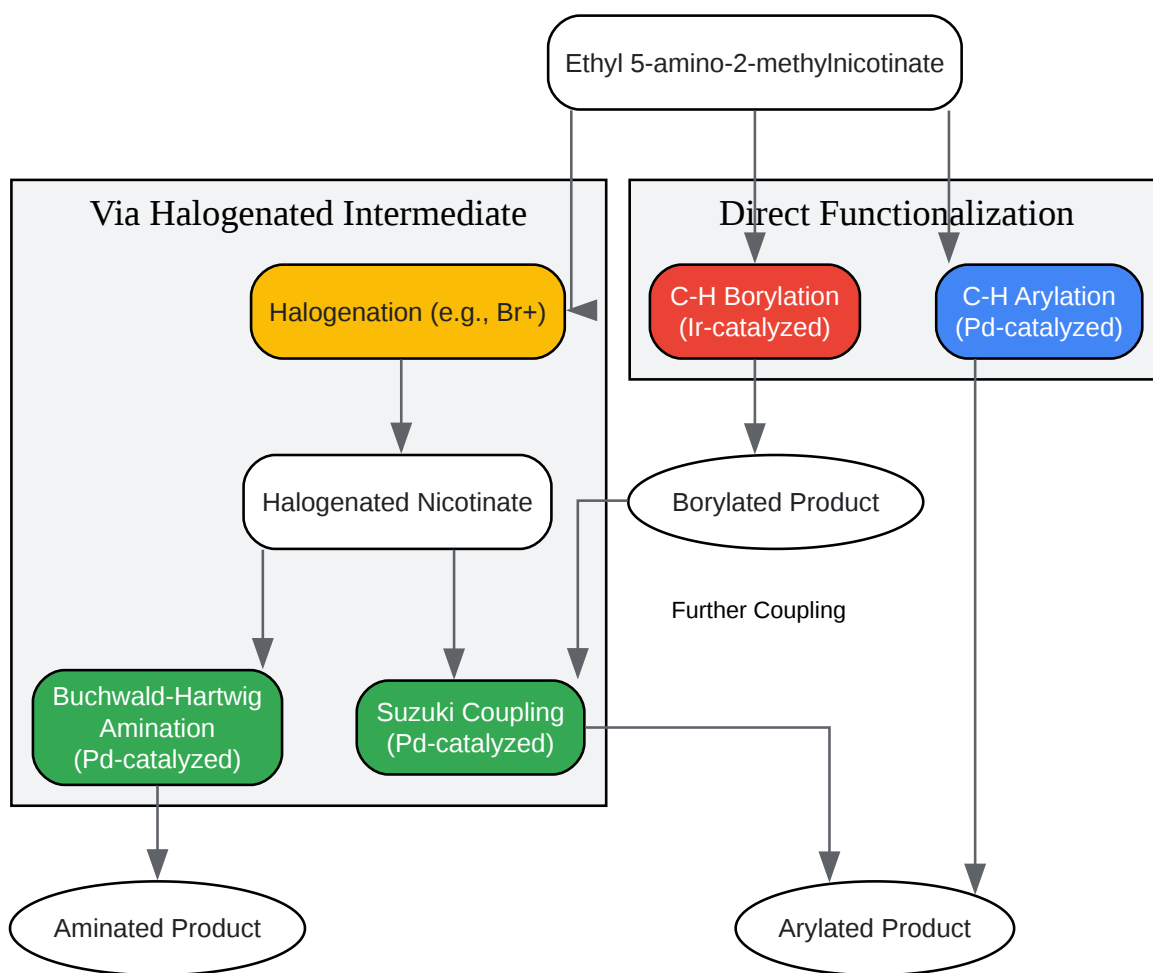 Ethyl 5-amino-2-methylnicotinate
Via Halogenated Intermediate
Direct Functionalization
Halogenation (e.g., Br+)
C-H Borylation
(Ir-catalyzed)
C-H Arylation
(Pd-catalyzed)
Halogenated Nicotinate
Borylated Product
Further Coupling
Buchwald-Hartwig
Amination
(Pd-catalyzed)
Suzuki Coupling
(Pd-catalyzed)
Aminated Product
Arylated Product